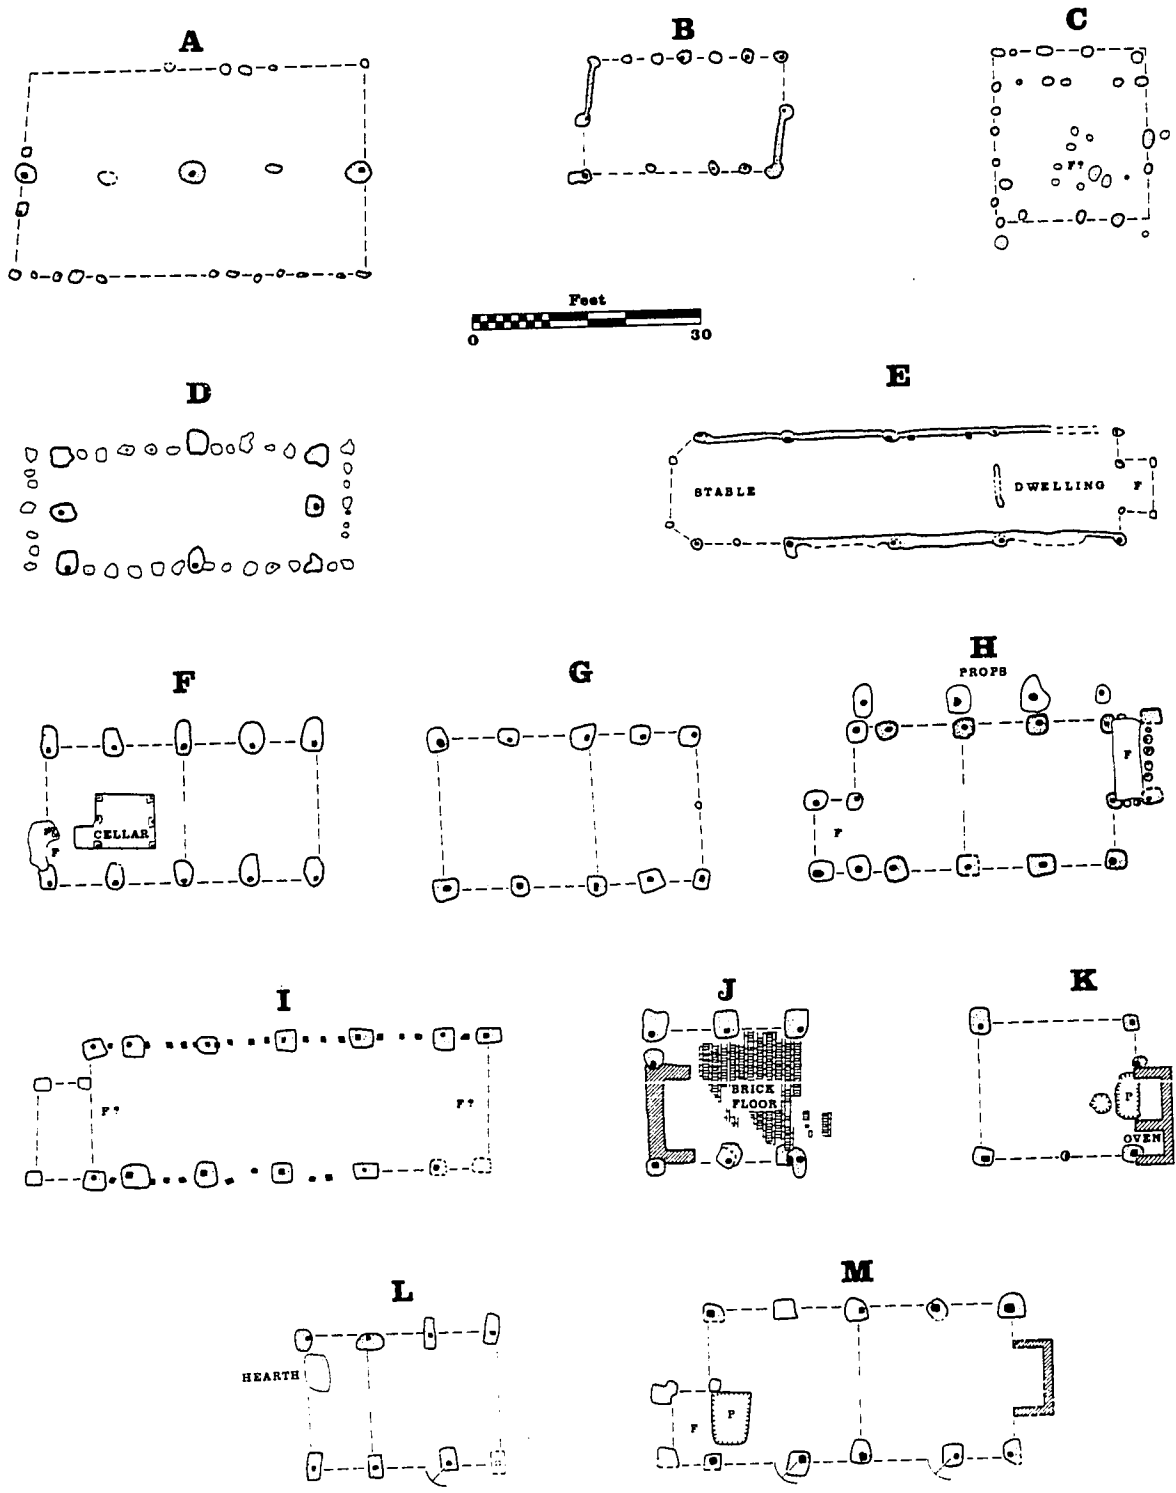 A
B
C
F?
Feet
0 30
D
E
STABLE
DWELLING F
F
CELLAR
F
G
H
PROPS
F
F
I
F?
F?
J
BRICK
FLOOR
K
P
OVEN
L
HEARTH
M
P
F